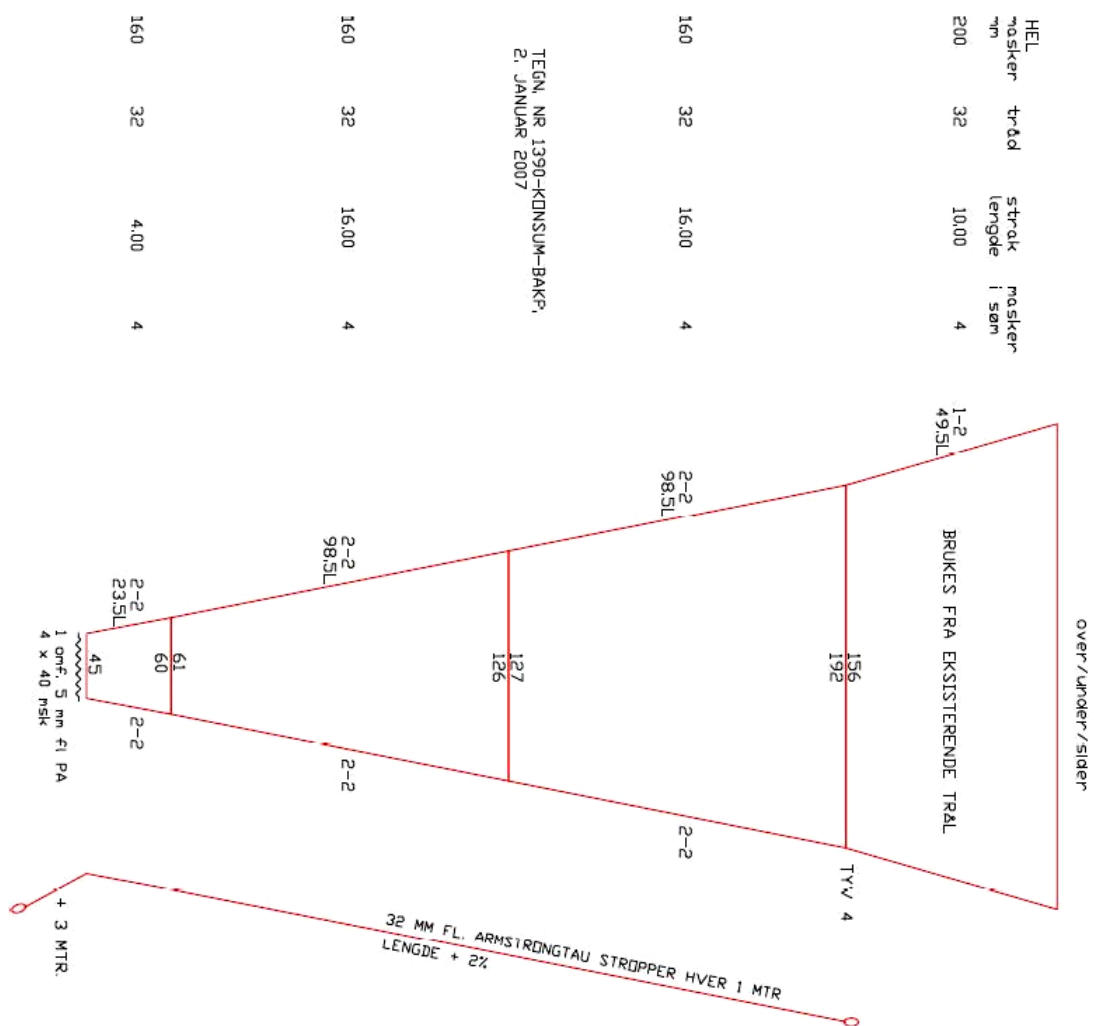 over/under/sider
HEL
masker
mm
tråd
strak
lengde
masker
i søm
200
32
10.00
4
1-2
49.5L
BRUKES FRA EKSISTERENDE TRÅL
156
192
TYV 4
160
32
16.00
4
2-2
98.5L
2-2
127
126
TEGN. NR 1390-KONSUM-BAKP,
2. JANUAR 2007
160
32
16.00
4
2-2
98.5L
2-2
61
60
160
32
4.00
4
2-2
23.5L
2-2
45
1 omf. 5 mm fl PA
4 x 40 msk
32 MM FL. ARMSTRONGTAU STROPPER HVER 1 MTR
LENGDE + 2%
+ 3 MTR.